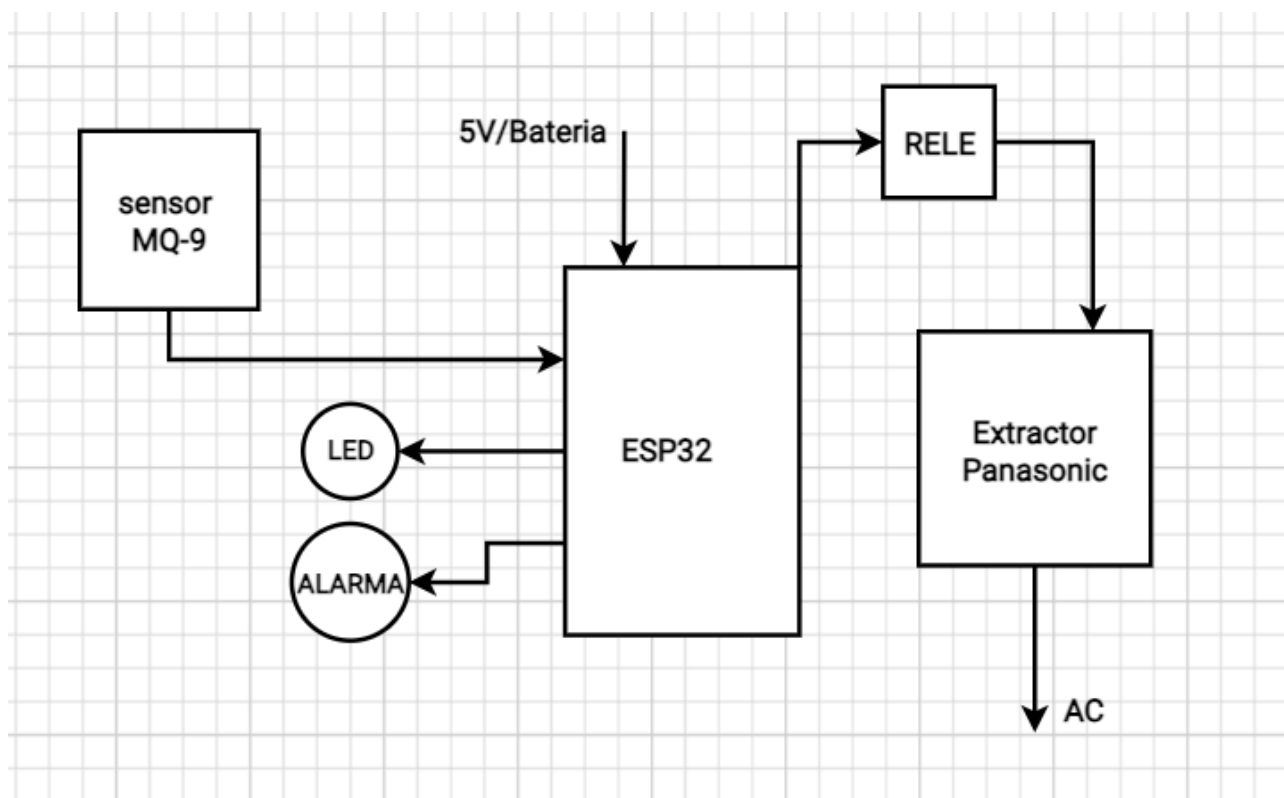 5V/Bateria
RELE
sensor
MQ-9
Extractor
Panasonic
LED
ESP32
ALARMA
AC